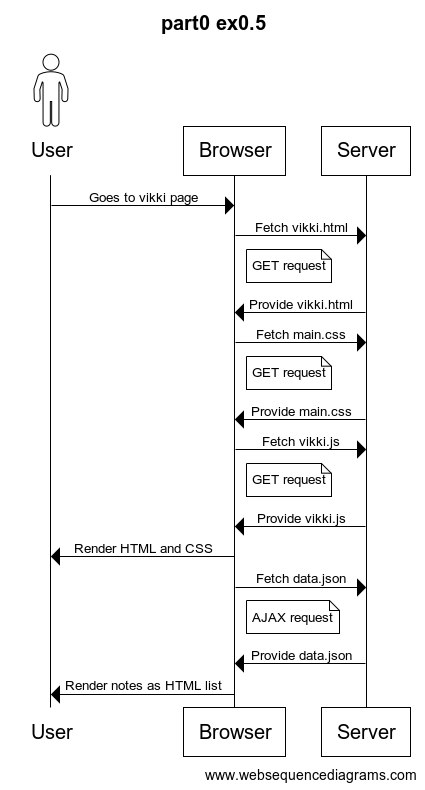 part0 ex0.5
User
Browser
Server
Goes to vikki page
Fetch vikki.html
GET request
Provide vikki.html
Fetch main.css
GET request
Provide main.css
Fetch vikki.js
GET request
Provide vikki.js
Render HTML and CSS
Fetch data.json
AJAX request
Provide data.json
Render notes as HTML list
User
Browser
Server
www.websequencediagrams.com